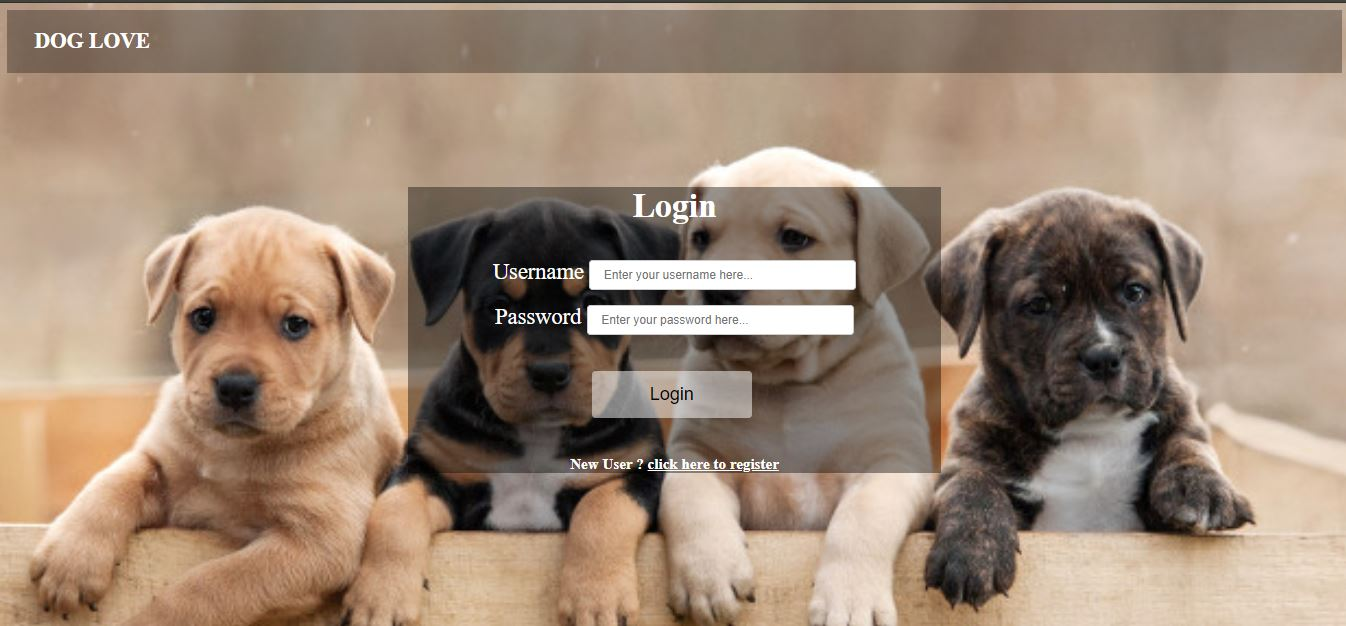 DOG LOVE
Login
Username Enter your username here...
Password Enter your password here...
Login
New User ? click here to register